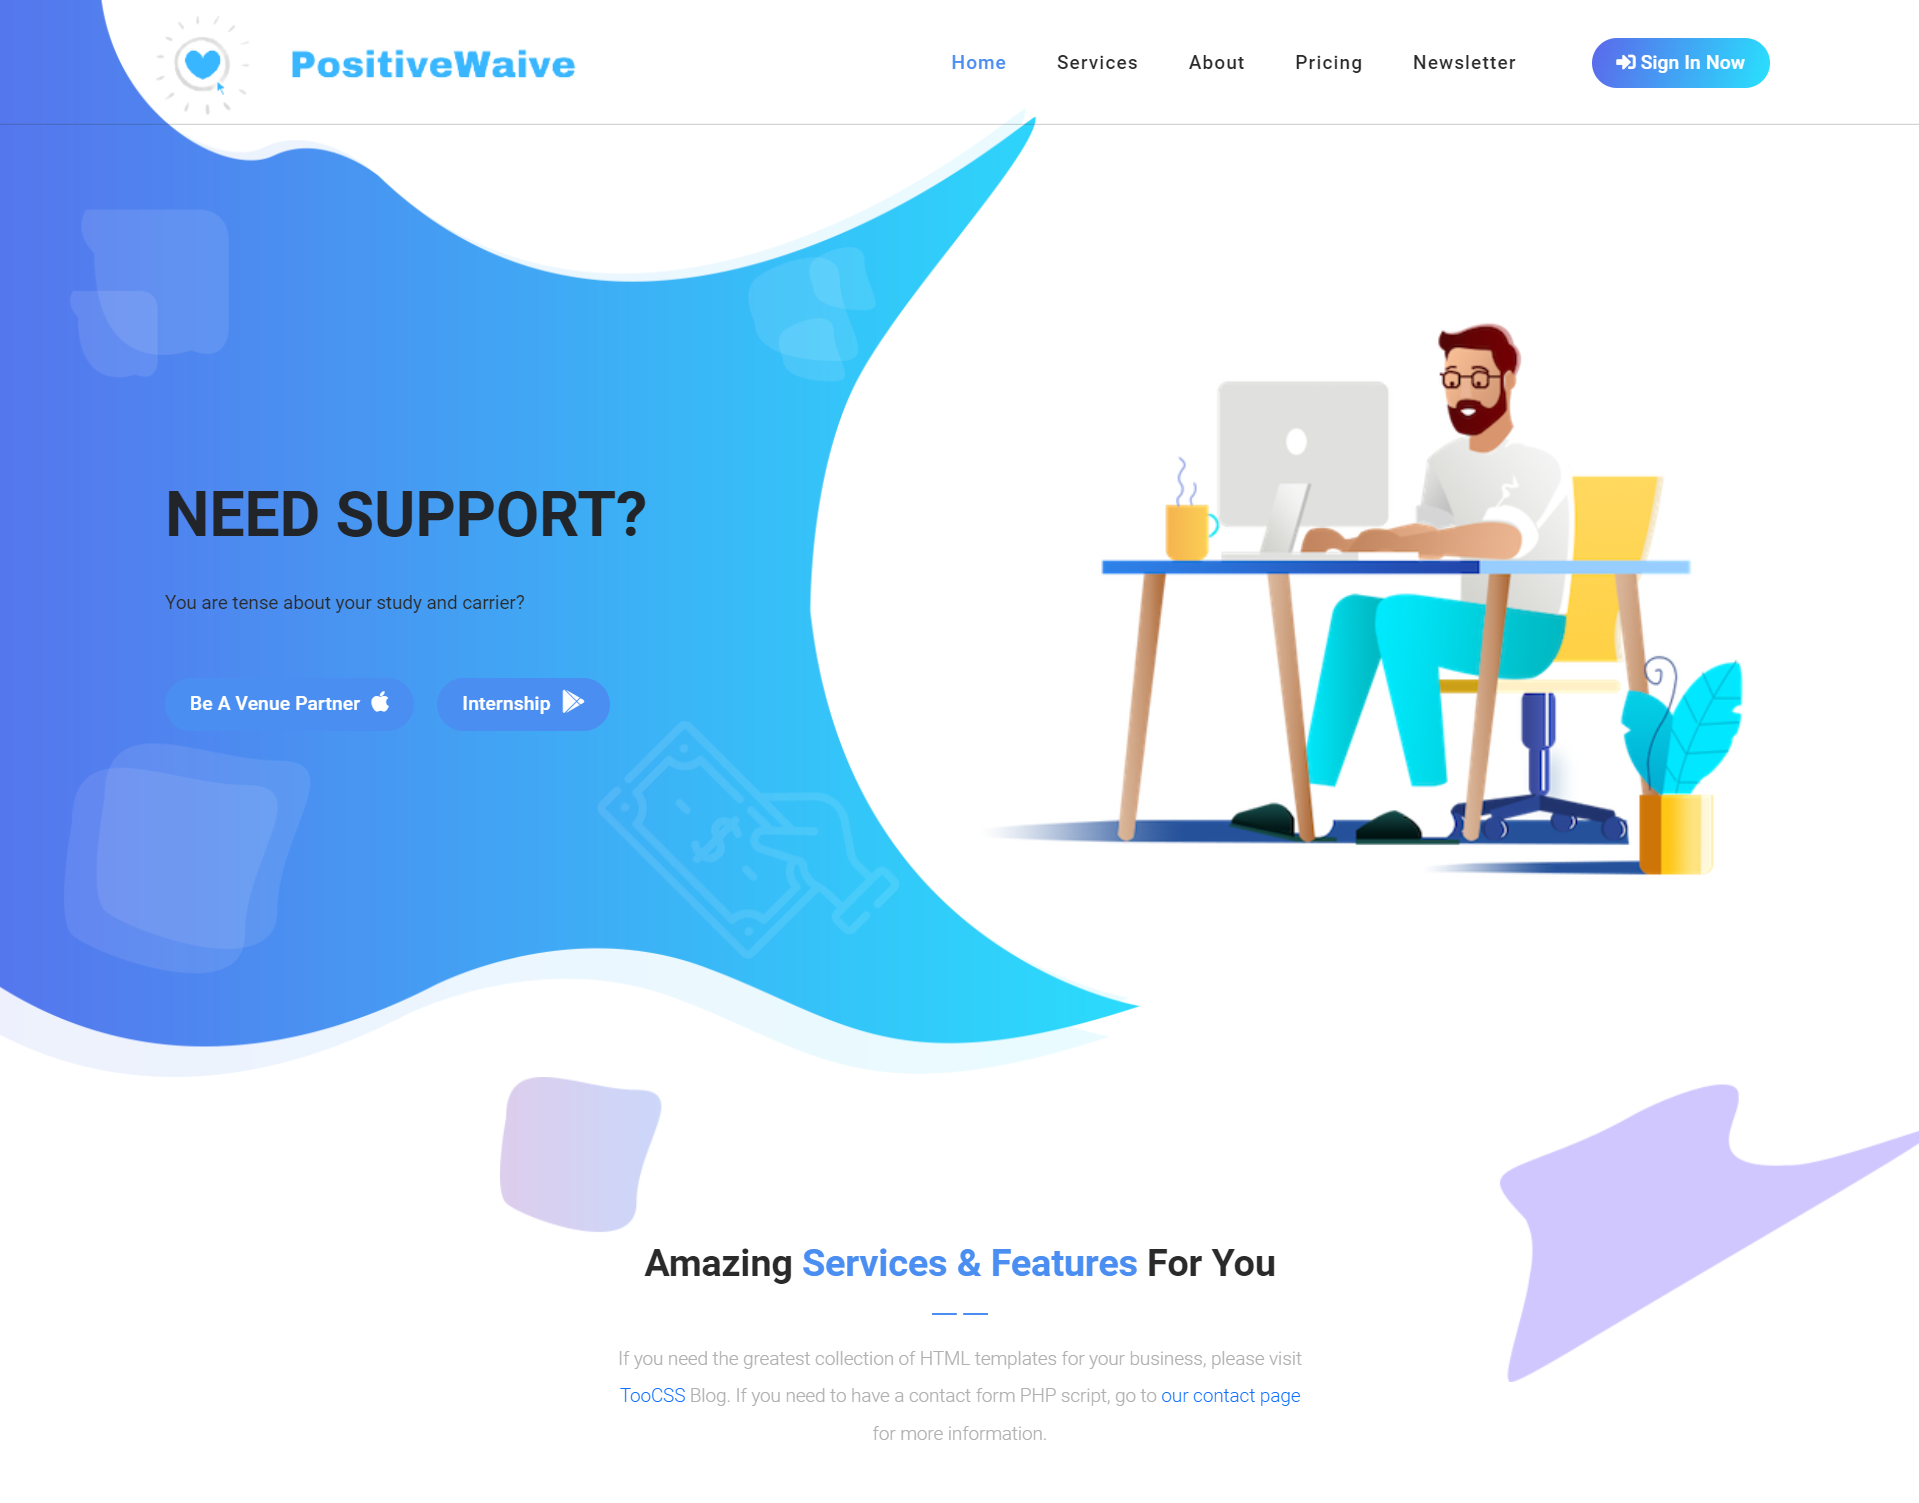 PositiveWaive
Home
Services
About
Pricing
Newsletter
Sign In Now
NEED SUPPORT?
You are tense about your study and carrier?
Be A Venue Partner
Internship
$
Amazing Services & Features For You
If you need the greatest collection of HTML templates for your business, please visit
TooCSS Blog. If you need to have a contact form PHP script, go to our contact page
for more information.